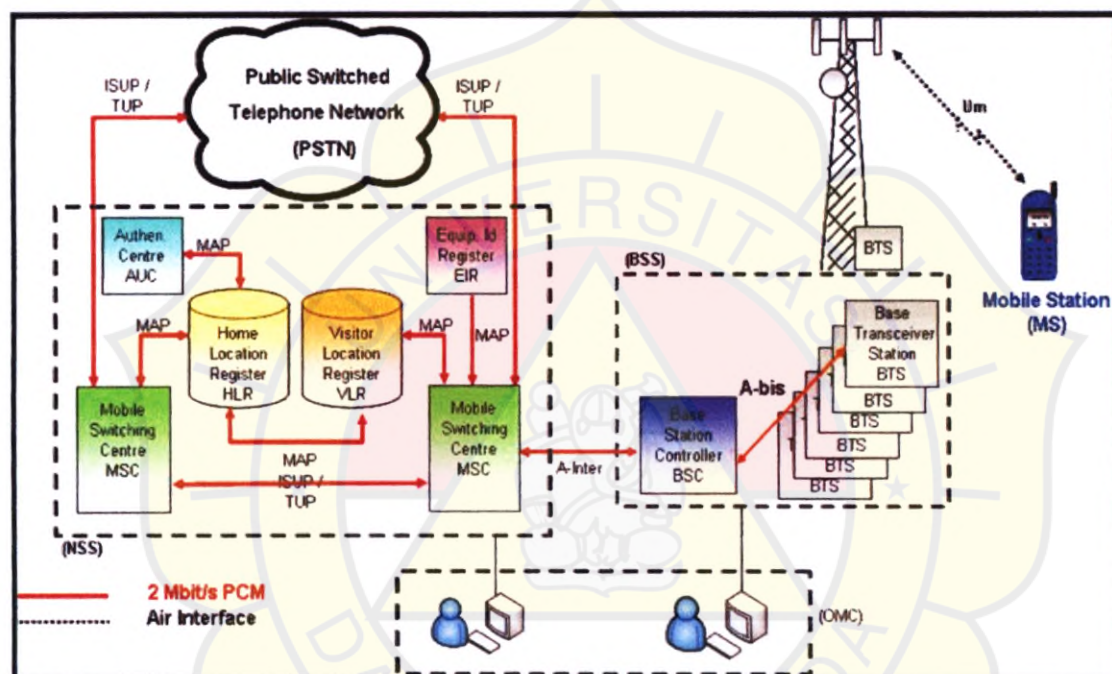 Public Switched
Telephone Network
(PSTN)
ISUP /
TUP
ISUP /
TUP
Um
Authen.
Centre
AUC
MAP
Equip. Id
Register
EIR
BTS
(BSS)
Mobile Station
(MS)
MAP
Home
Location
Register
HLR
Visitor
Location
Register
VLR
MAP
MAP
Base
Transceiver
Station
BTS
BTS
BTS
BTS
BTS
BTS
A-bis
Mobile
Switching
Centre
MSC
Mobile
Switching
Centre
MSC
MAP
ISUP /
TUP
A-Inter
Base
Station
Controller
BSC
(NSS)
(OMC)
2 Mbit/s PCM
Air Interface
UNIVERSITAS